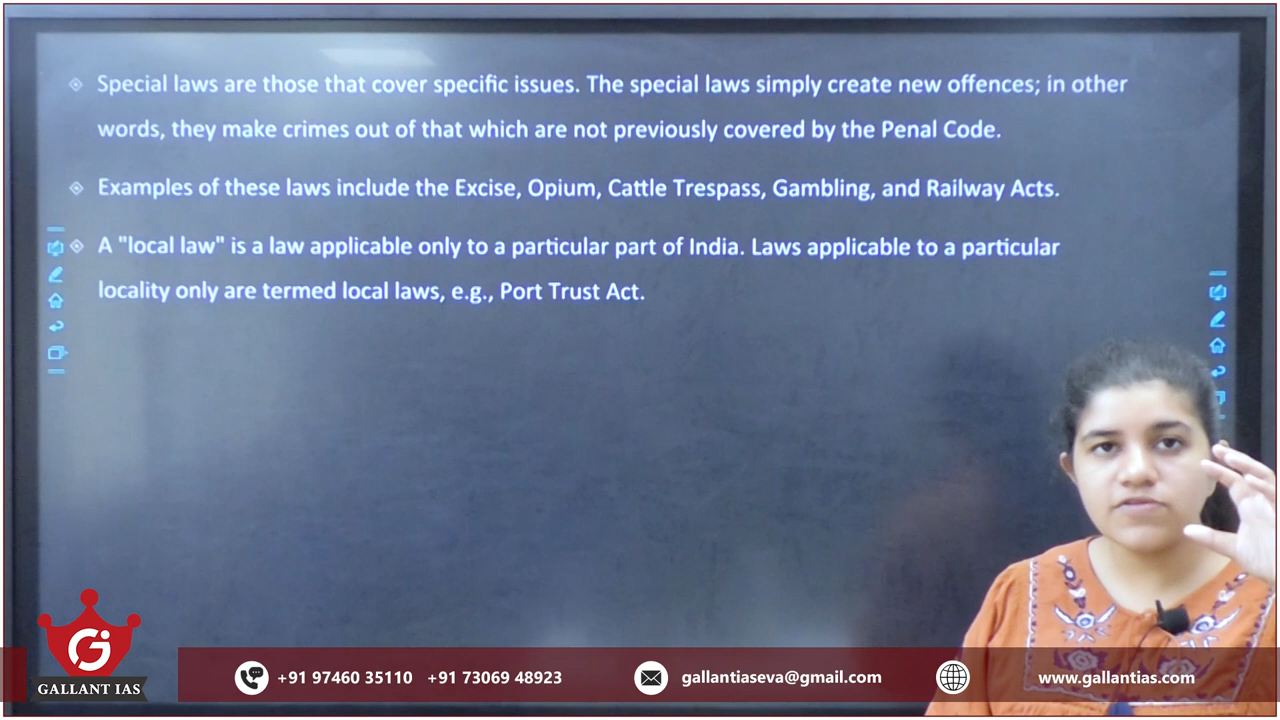 Special laws are those that cover specific issues. The special laws simply create new offences; in other
words, they make crimes out of that which are not previously covered by the Penal Code.
Examples of these laws include the Excise, Opium, Cattle Trespass, Gambling, and Railway Acts.
A "local law" is a law applicable only to a particular part of India. Laws applicable to a particular
locality only are termed local laws, e.g., Port Trust Act.
Gi
GALLANT IAS
+91 97460 35110 +91 73069 48923
gallantiaseva@gmail.com
www.gallantias.com